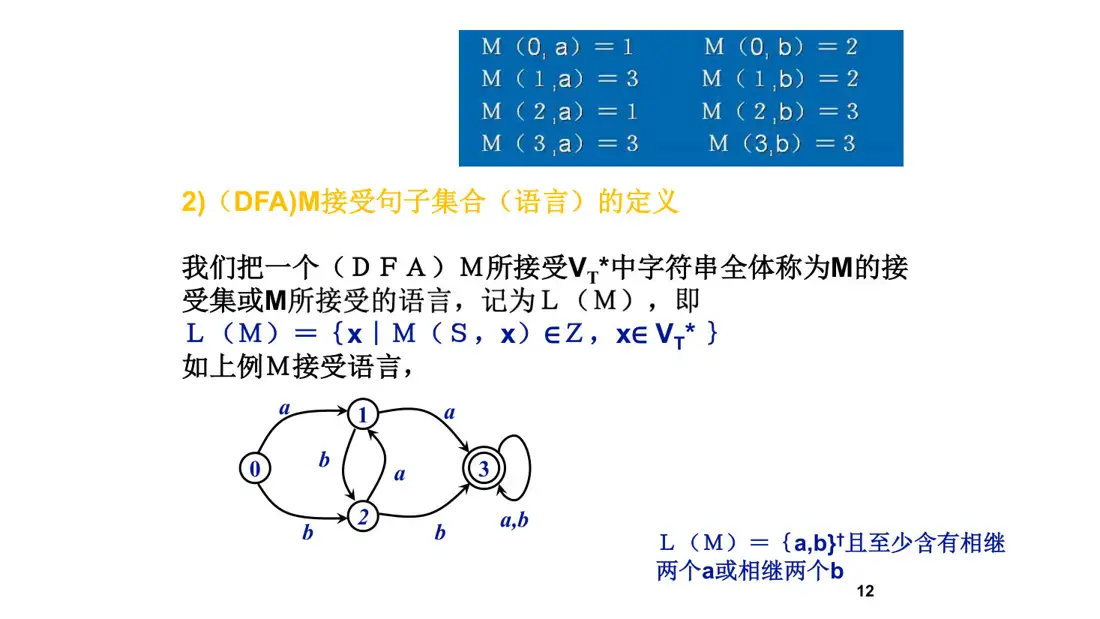 Ｍ（0, a）＝１ Ｍ（0, b）＝２
Ｍ（１,a）＝３ Ｍ（１,b）＝２
Ｍ（２,a）＝１ Ｍ（２,b）＝３
Ｍ（３,a）＝３ Ｍ（3,b）＝３
2)（DFA)M接受句子集合（语言）的定义
我们把一个（ＤＦＡ）Ｍ所接受VT*中字符串全体称为M的接
受集或M所接受的语言，记为Ｌ（Ｍ），即
Ｌ（Ｍ）＝｛x｜Ｍ（Ｓ，x）∈Ｚ，x∈ VT*｝
如上例Ｍ接受语言，
a
1
a
b
0
a
3
2
b
b
a,b
Ｌ（Ｍ）＝｛a,b}†且至少含有相继
两个a或相继两个b
12